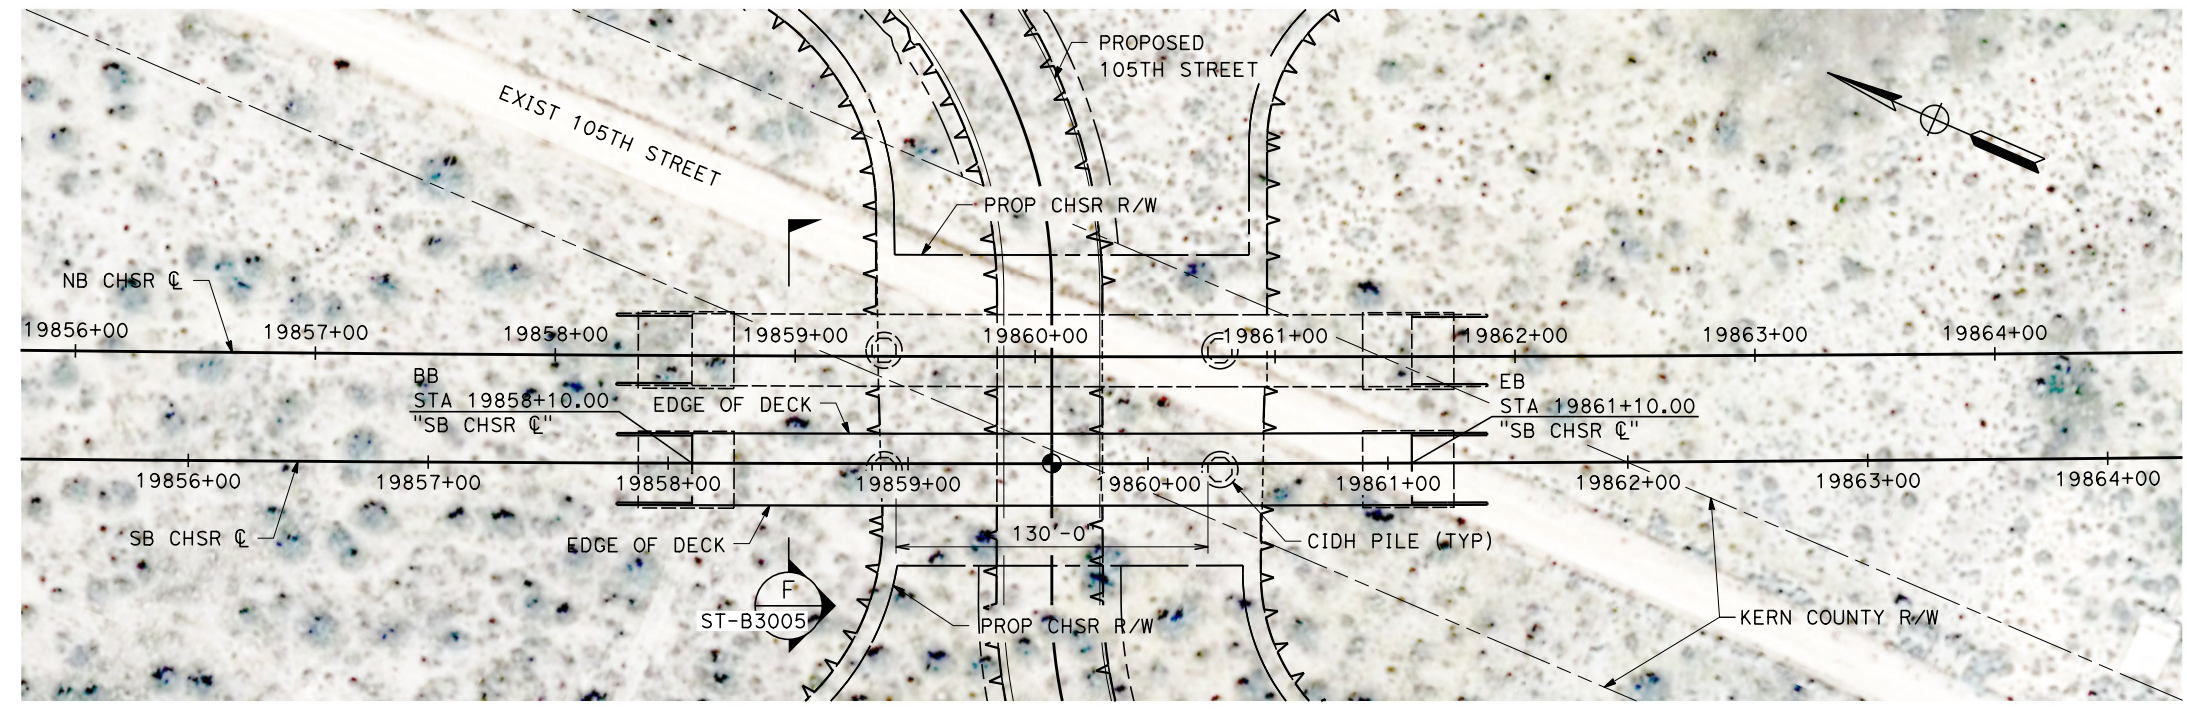 PROPOSED
105TH STREET
EXIST 105TH STREET
PROP CHSR R/W
NB CHSR ℄
19856+00
19857+00
19858+00
19859+00
19860+00
19861+00
19862+00
19863+00
19864+00
BB
STA 19858+10.00
"SB CHSR ℄"
EDGE OF DECK
EB
STA 19861+10.00
"SB CHSR ℄"
19856+00
19857+00
19858+00
19859+00
19860+00
19861+00
19862+00
19863+00
19864+00
SB CHSR ℄
EDGE OF DECK
130'-0"
CIDH PILE (TYP)
F
ST-B3005
PROP CHSR R/W
KERN COUNTY R/W